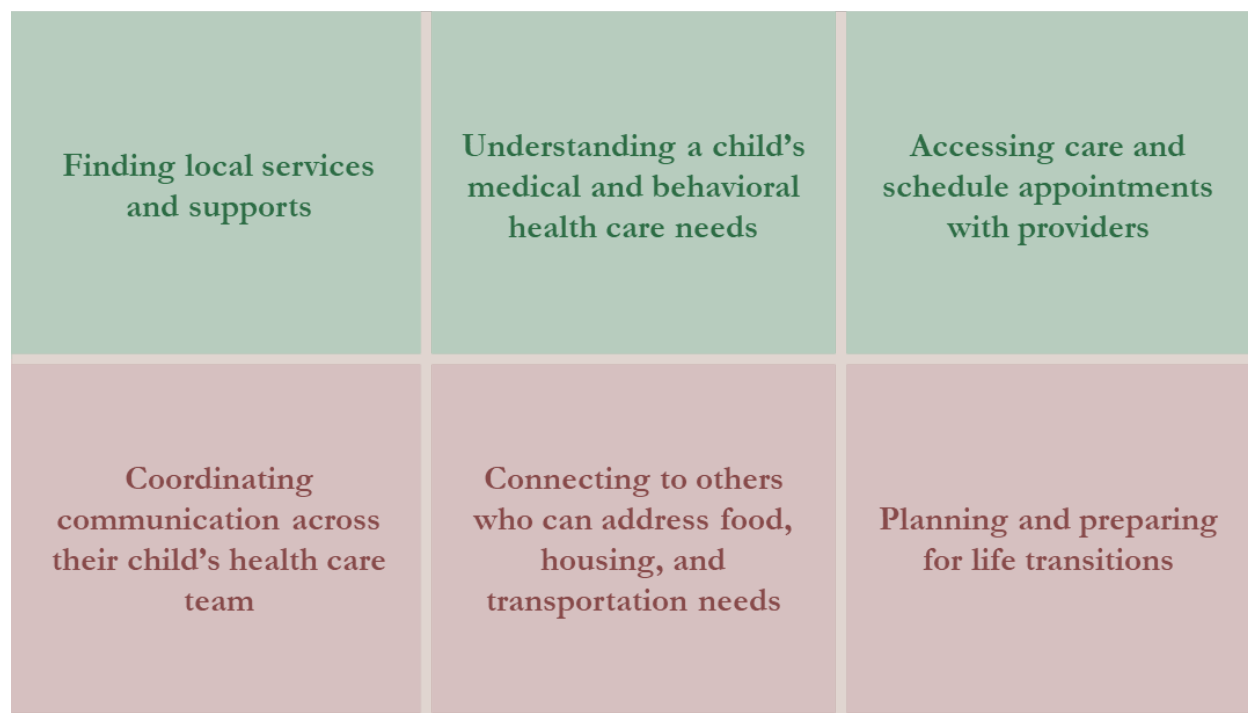 Finding local services
and supports
Understanding a child’s
medical and behavioral
health care needs
Accessing care and
schedule appointments
with providers
Coordinating
communication across
their child’s health care
team
Connecting to others
who can address food,
housing, and
transportation needs
Planning and preparing
for life transitions